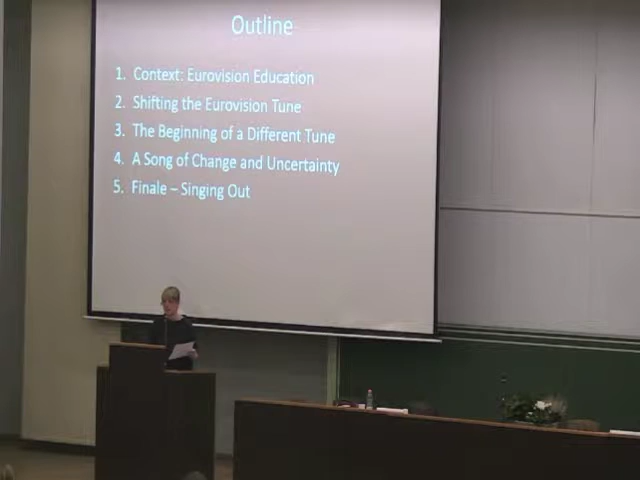 Outline
1. Context: Eurovision Education
2. Shifting the Eurovision Tune
3. The Beginning of a Different Tune
4. A Song of Change and Uncertainty
5. Finale – Singing Out